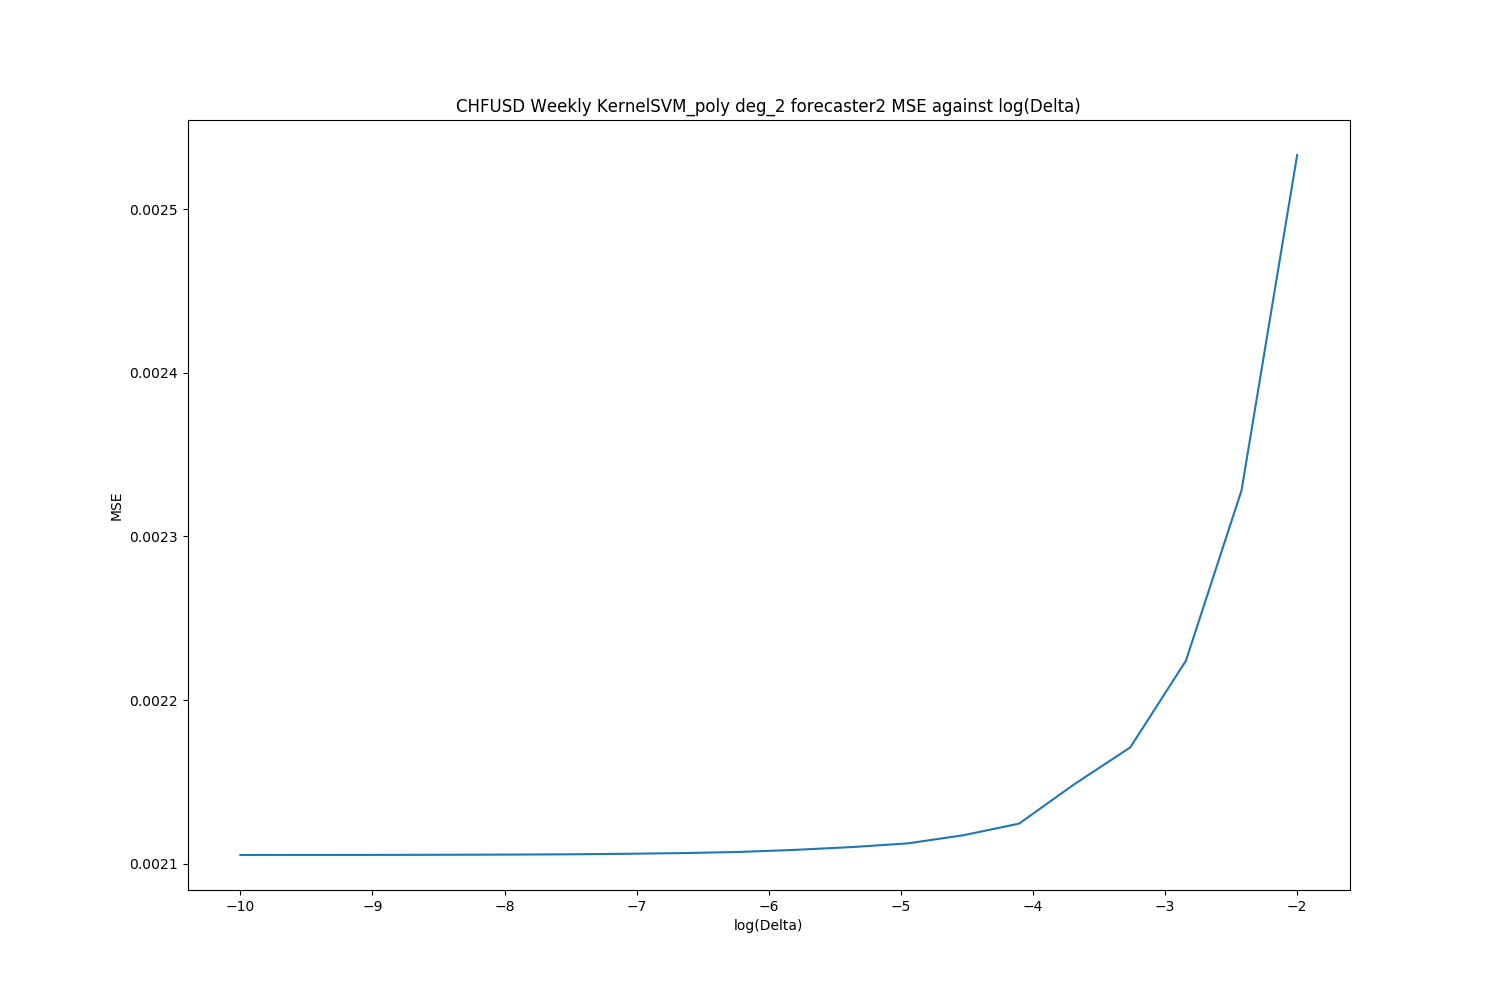 CHFUSD Weekly KernelSVM_poly deg_2 forecaster2 MSE against log(Delta)
0.0025
0.0024
MSE
0.0023
0.0022
0.0021
−10 −9 −8 −7 −6 −5 −4 −3 −2
log(Delta)